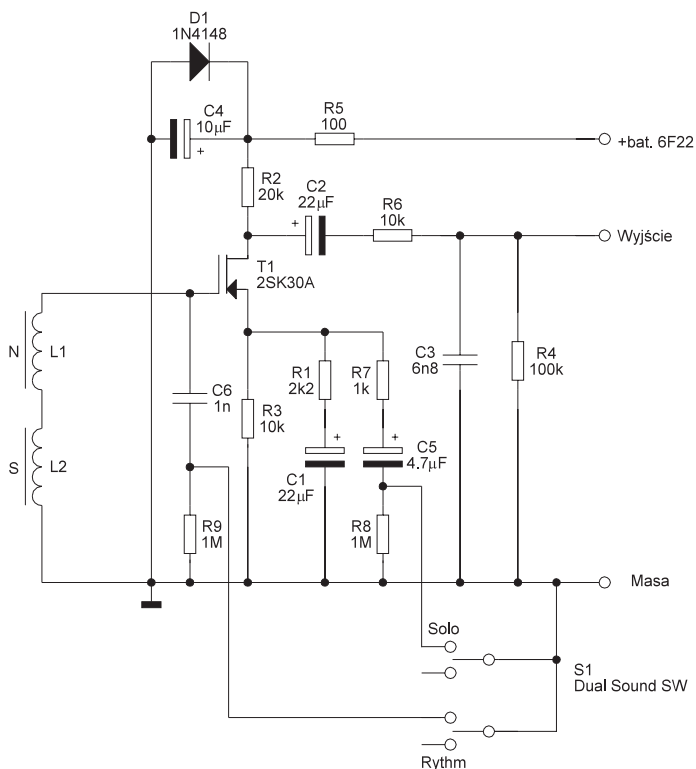 D1
1N4148
C4
10µF
+
R5
100
+bat. 6F22
R2
20k
C2
22µF
+
R6
10k
Wyjście
T1
2SK30A
N
L1
C6
1n
R3
10k
R1
2k2
R7
1k
C3
6n8
R4
100k
S
L2
+
C1
22µF
+
C5
4.7µF
R9
1M
R8
1M
Masa
Solo
S1
Dual Sound SW
Rythm